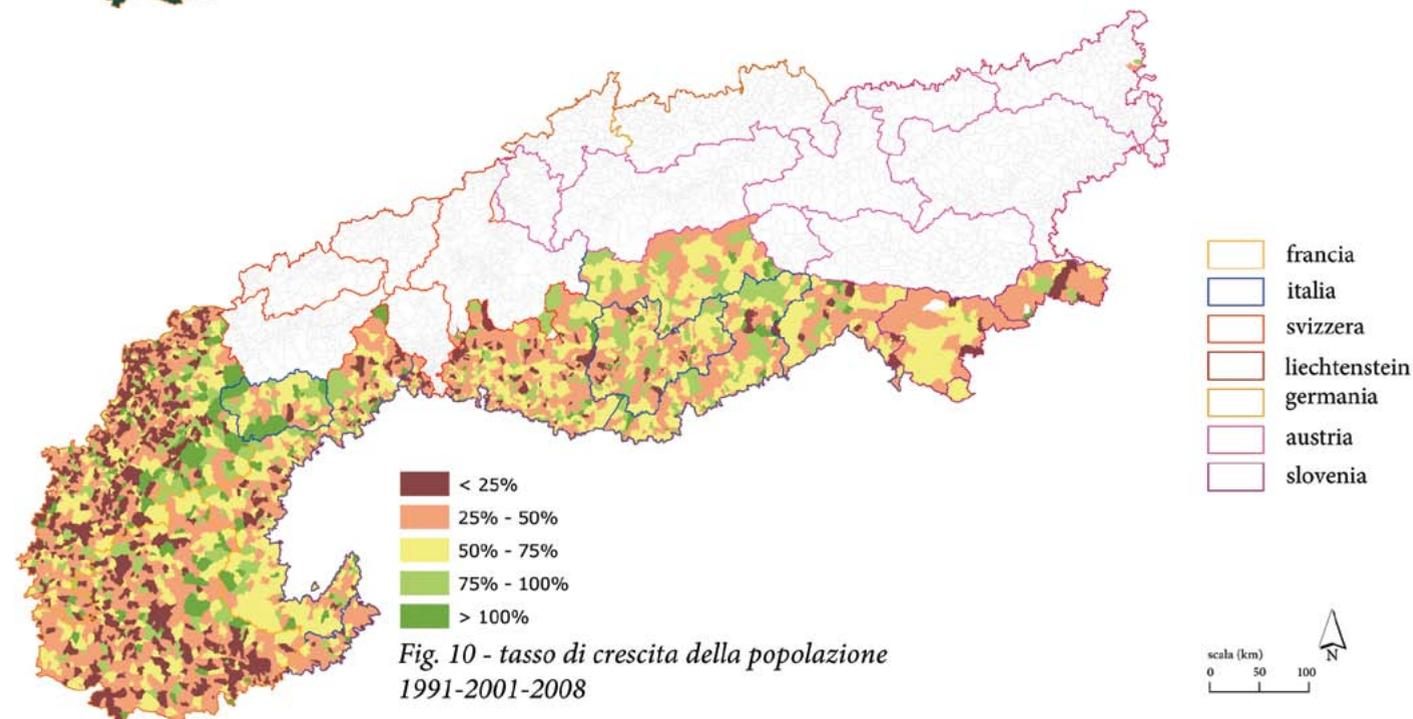 francia
italia
svizzera
liechtenstein
germania
austria
slovenia
< 25%
25% - 50%
50% - 75%
75% - 100%
> 100%
Fig. 10 - tasso di crescita della popolazione
1991-2001-2008
scala (km)
0 50 100
N